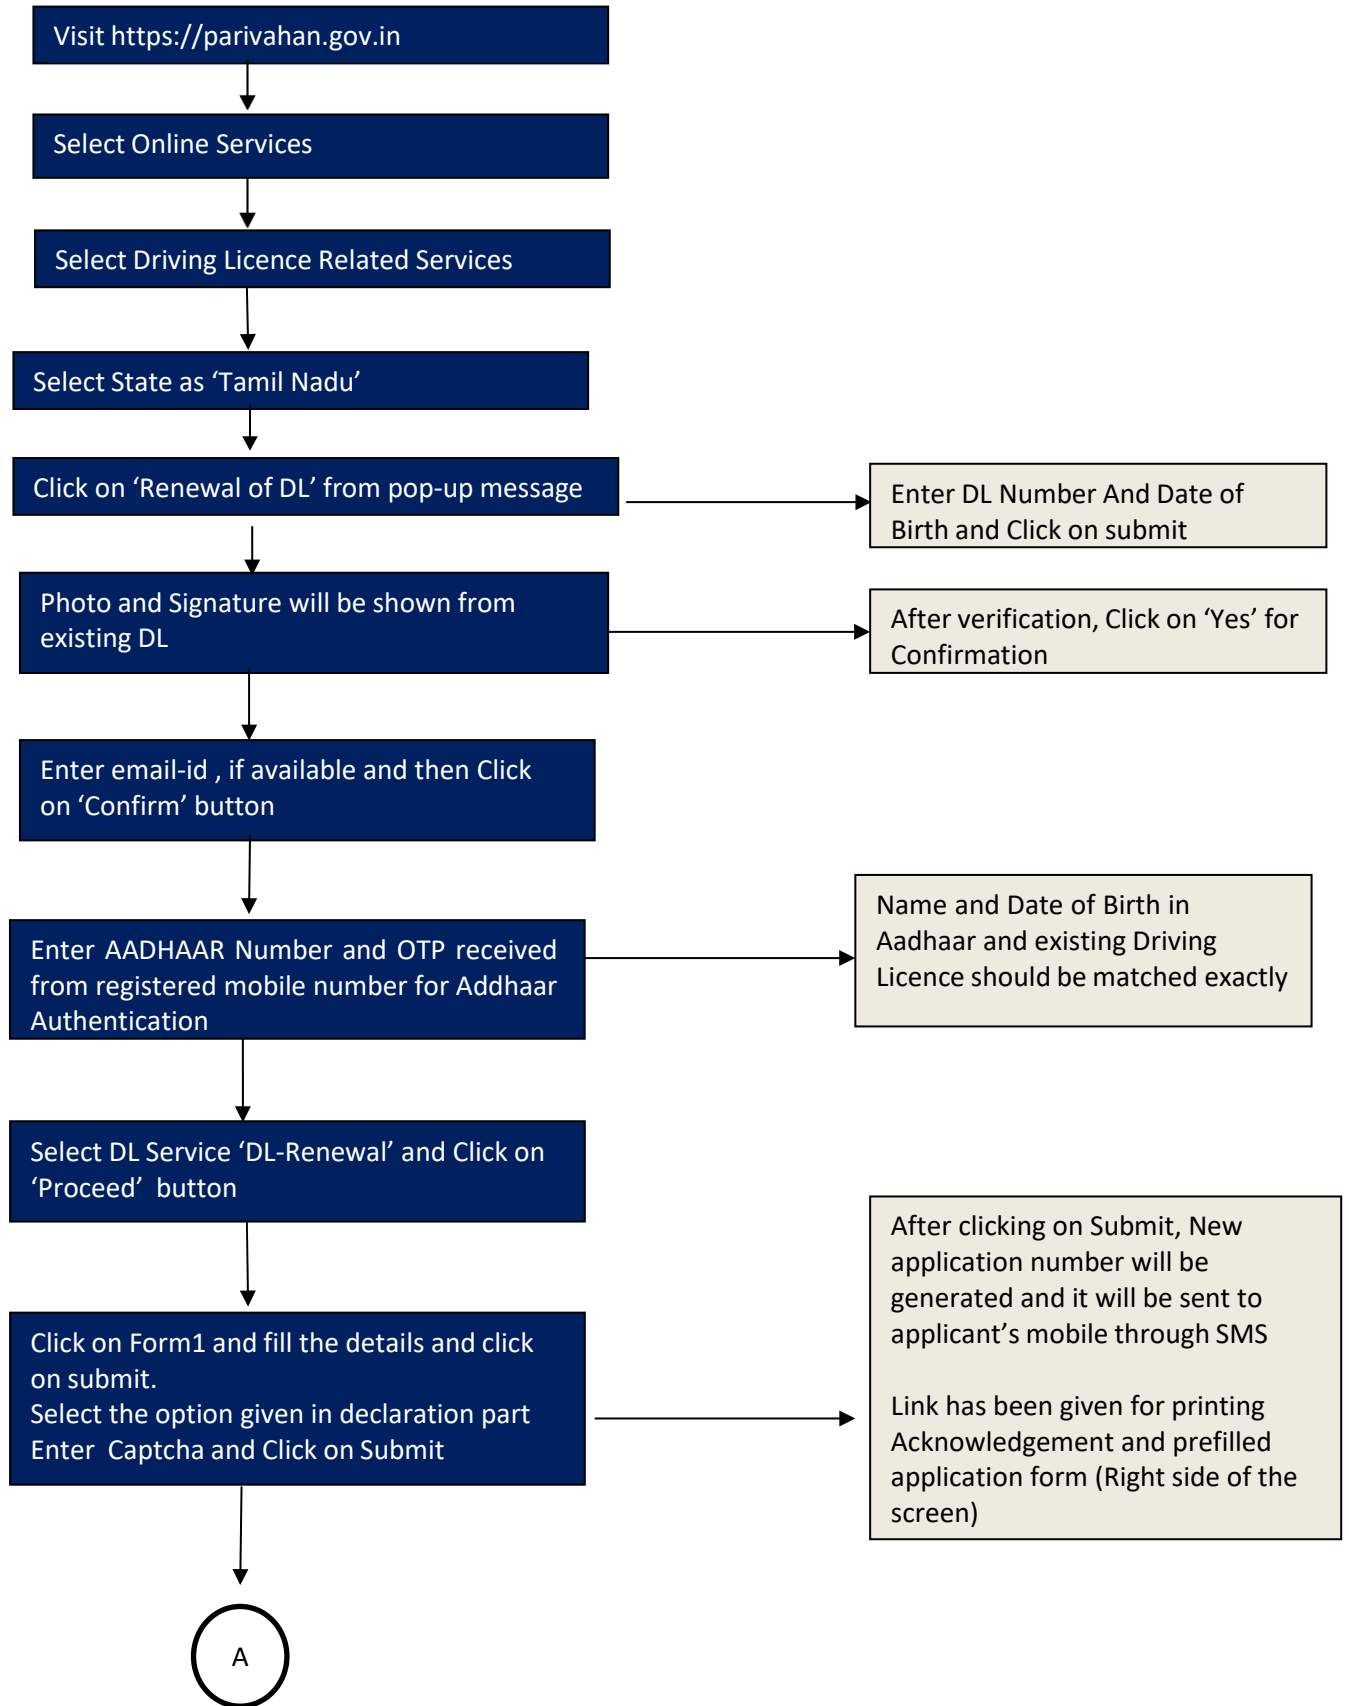 Visit https://parivahan.gov.in
Select Online Services
Select Driving Licence Related Services
Select State as ‘Tamil Nadu’
Click on ‘Renewal of DL’ from pop-up message
Enter DL Number And Date of
Birth and Click on submit
Photo and Signature will be shown from
existing DL
After verification, Click on ‘Yes’ for
Confirmation
Enter email-id , if available and then Click
on ‘Confirm’ button
Enter AADHAAR Number and OTP received
from registered mobile number for Addhaar
Authentication
Name and Date of Birth in
Aadhaar and existing Driving
Licence should be matched exactly
Select DL Service ‘DL-Renewal’ and Click on
‘Proceed’ button
Click on Form1 and fill the details and click
on submit.
Select the option given in declaration part
Enter Captcha and Click on Submit
After clicking on Submit, New
application number will be
generated and it will be sent to
applicant’s mobile through SMS
Link has been given for printing
Acknowledgement and prefilled
application form (Right side of the
screen)
A